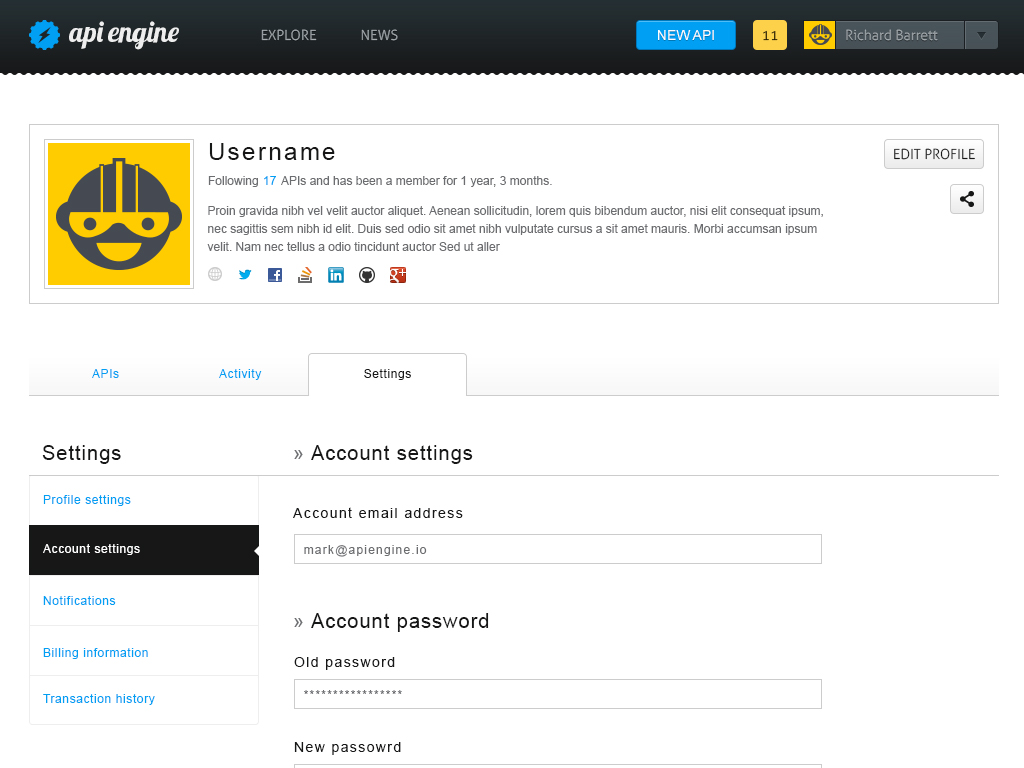 api engine
EXPLORE
NEWS
NEW API
11
Richard Barrett
Username
EDIT PROFILE
Following 17 APIs and has been a member for 1 year, 3 months.
Proin gravida nibh vel velit auctor aliquet. Aenean sollicitudin, lorem quis bibendum auctor, nisi elit consequat ipsum,
nec sagittis sem nibh id elit. Duis sed odio sit amet nibh vulputate cursus a sit amet mauris. Morbi accumsan ipsum
velit. Nam nec tellus a odio tincidunt auctor Sed ut aller
APIs
Activity
Settings
Settings
» Account settings
Profile settings
Account settings
Notifications
Billing information
Transaction history
Account email address
mark@apiengine.io
» Account password
Old password
*****************
New passowrd